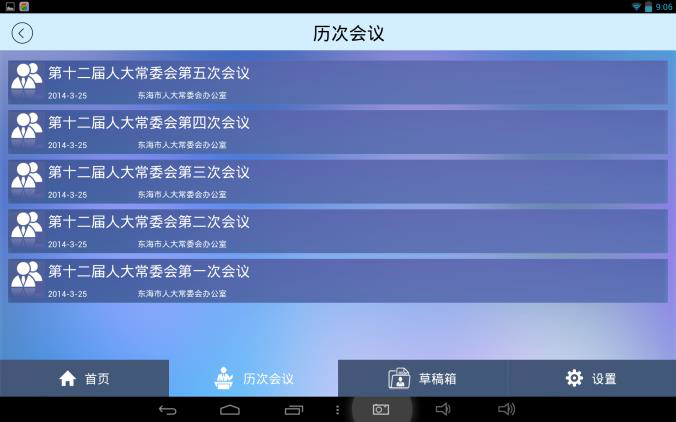 9:06
历次会议
第十二届人大常委会第五次会议
2014-3-25 东海市人大常委会办公室
第十二届人大常委会第四次会议
2014-3-25 东海市人大常委会办公室
第十二届人大常委会第三次会议
2014-3-25 东海市人大常委会办公室
第十二届人大常委会第二次会议
2014-3-25 东海市人大常委会办公室
第十二届人大常委会第一次会议
2014-3-25 东海市人大常委会办公室
首页 历次会议 草稿箱 设置